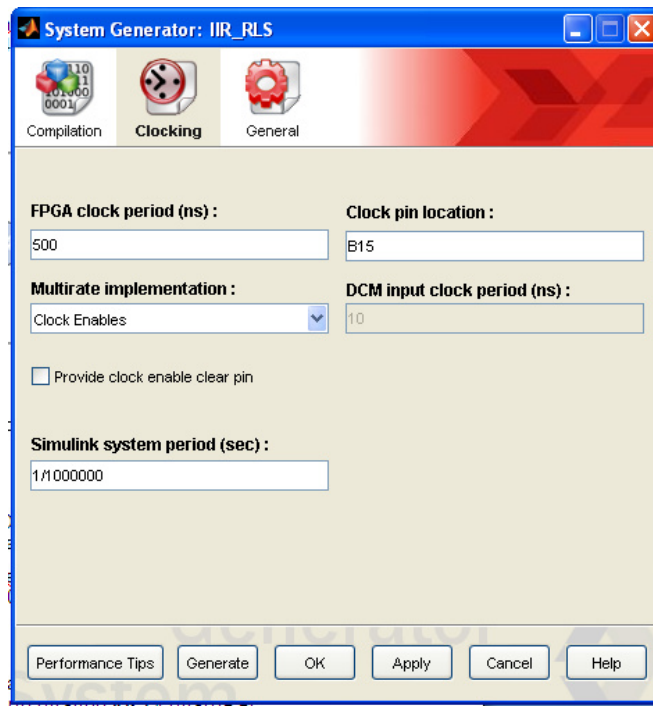 System Generator: IIR_RLS
Compilation
Clocking
General
FPGA clock period (ns) :
Clock pin location :
500
B15
Multirate implementation :
DCM input clock period (ns) :
Clock Enables
10
Provide clock enable clear pin
Simulink system period (sec) :
1/1000000
Performance Tips
Generate
OK
Apply
Cancel
Help
Generator
System